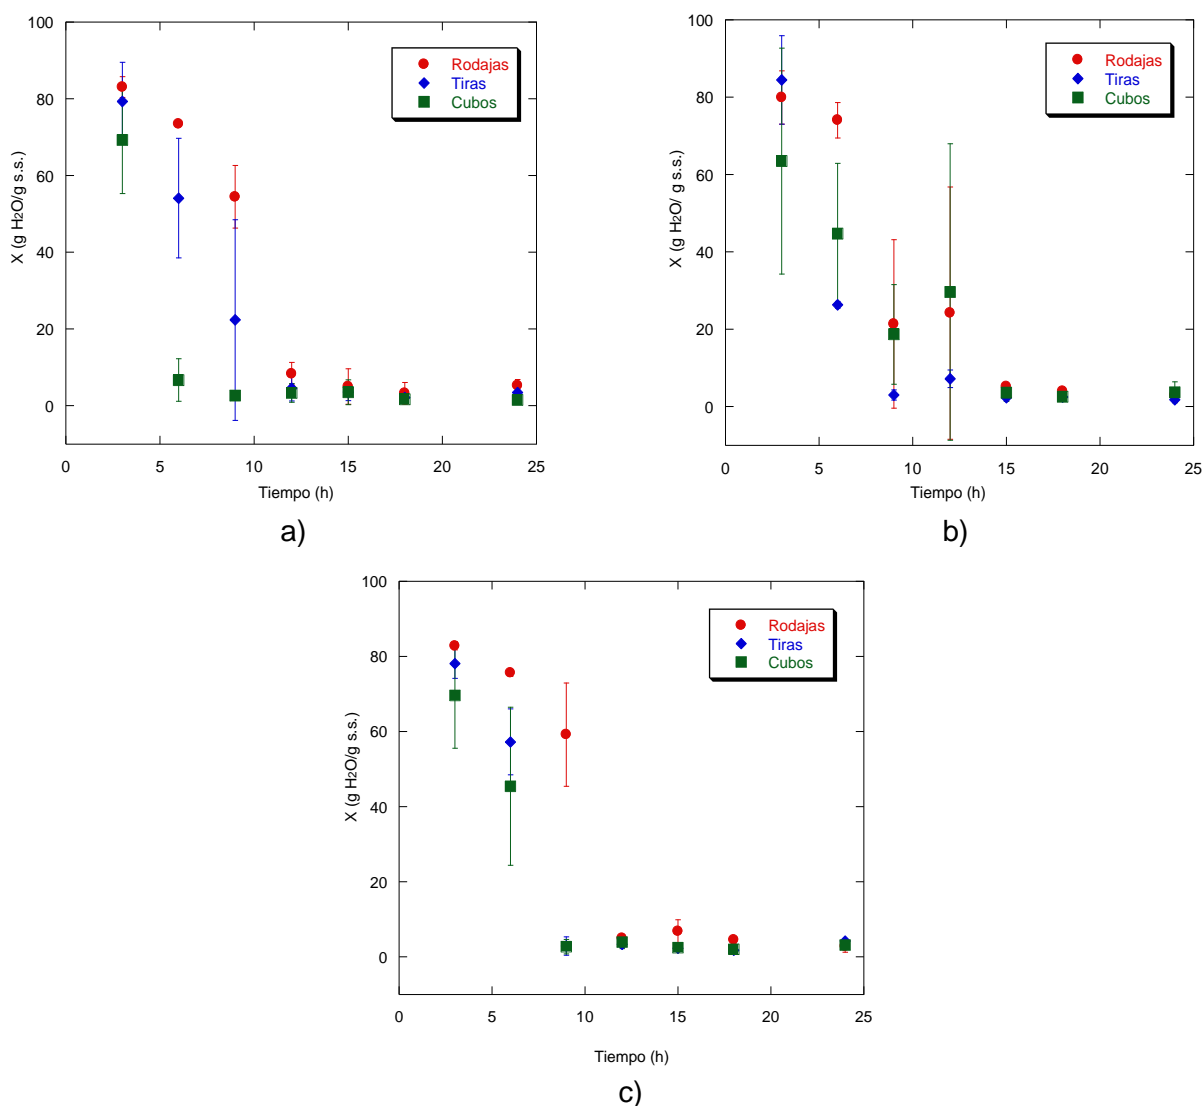 100
80
60
40
20
0
X (g H2O/g s.s.)
0 5 10 15 20 25
Tiempo (h)
Rodajas
Tiras
Cubos
a)
100
80
60
40
20
0
X (g H2O/ g s.s.)
0 5 10 15 20 25
Tiempo (h)
Rodajas
Tiras
Cubos
b)
100
80
60
40
20
0
X (g H2O/g s.s.)
0 5 10 15 20 25
Tiempo (h)
Rodajas
Tiras
Cubos
c)